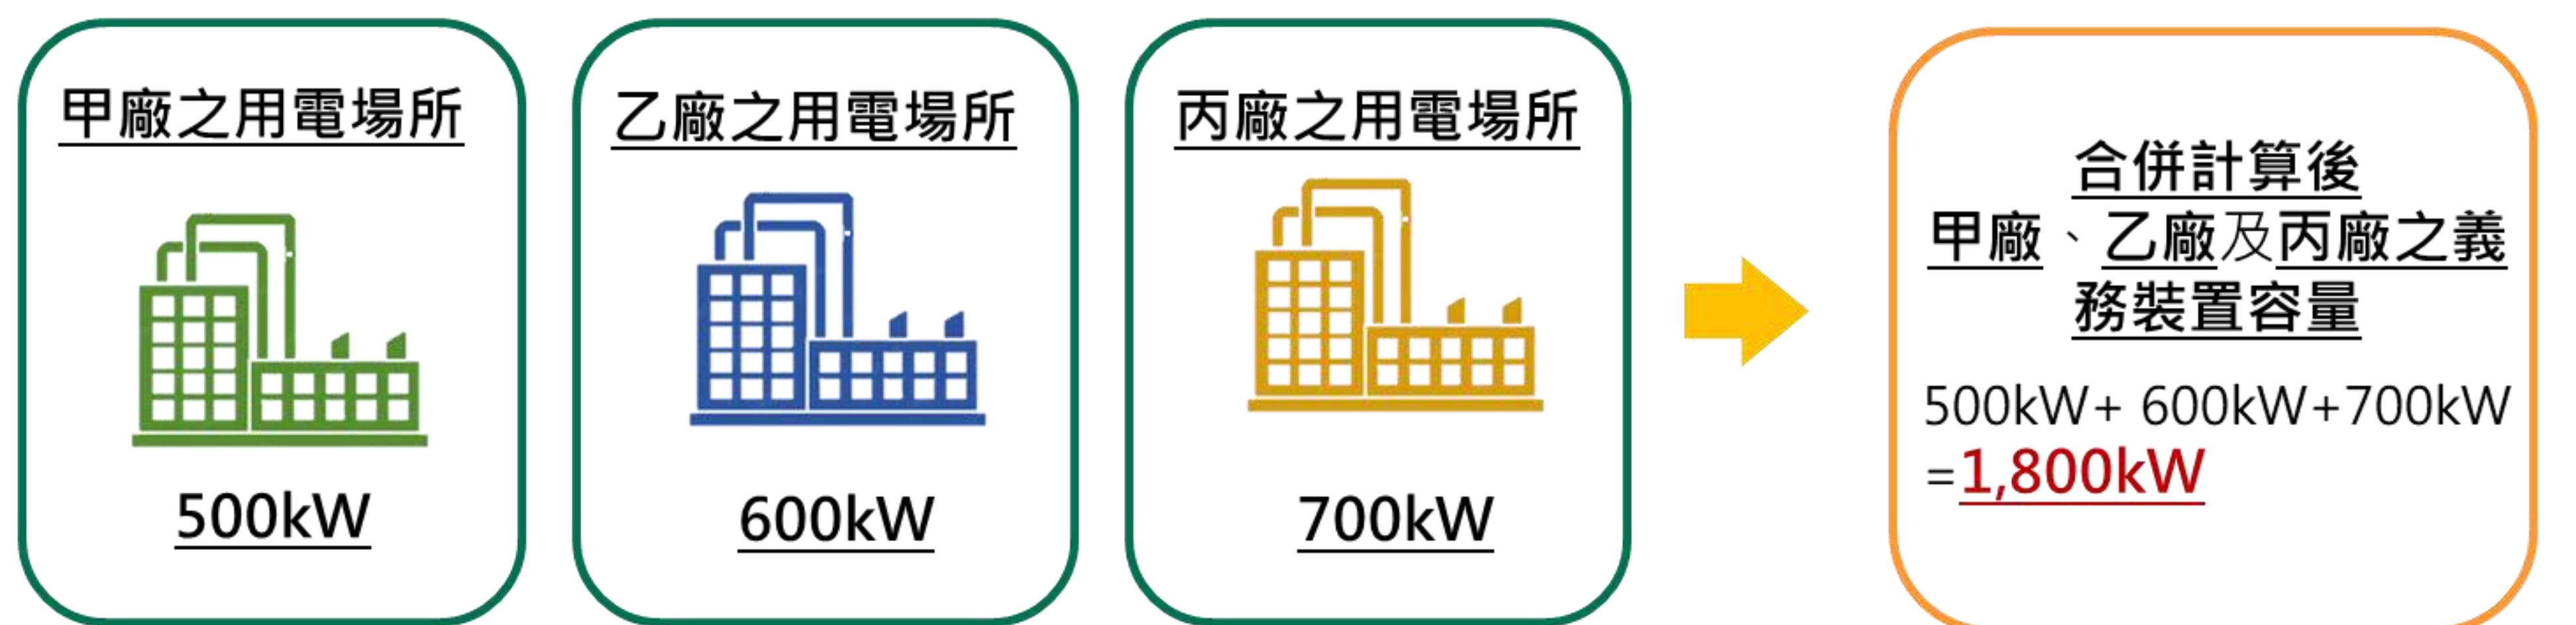 甲廠之用電場所
500kW
乙廠之用電場所
600kW
丙廠之用電場所
700kW
合併計算後
甲廠、乙廠及丙廠之義
務裝置容量
500kW+ 600kW+700kW
=1,800kW